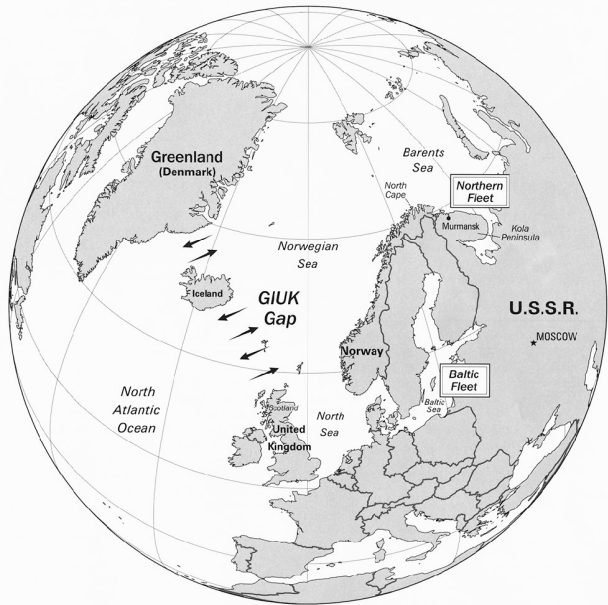 Greenland
(Denmark)
Barents
Sea
North
Cape
Northern
Fleet
Murmansk
Kola
Peninsula
Norwegian
Sea
Iceland
GIUK
Gap
U.S.S.R.
MOSCOW
Norway
Baltic
Fleet
Baltic
Sea
North
Atlantic
Ocean
Scotland
United
Kingdom
North
Sea